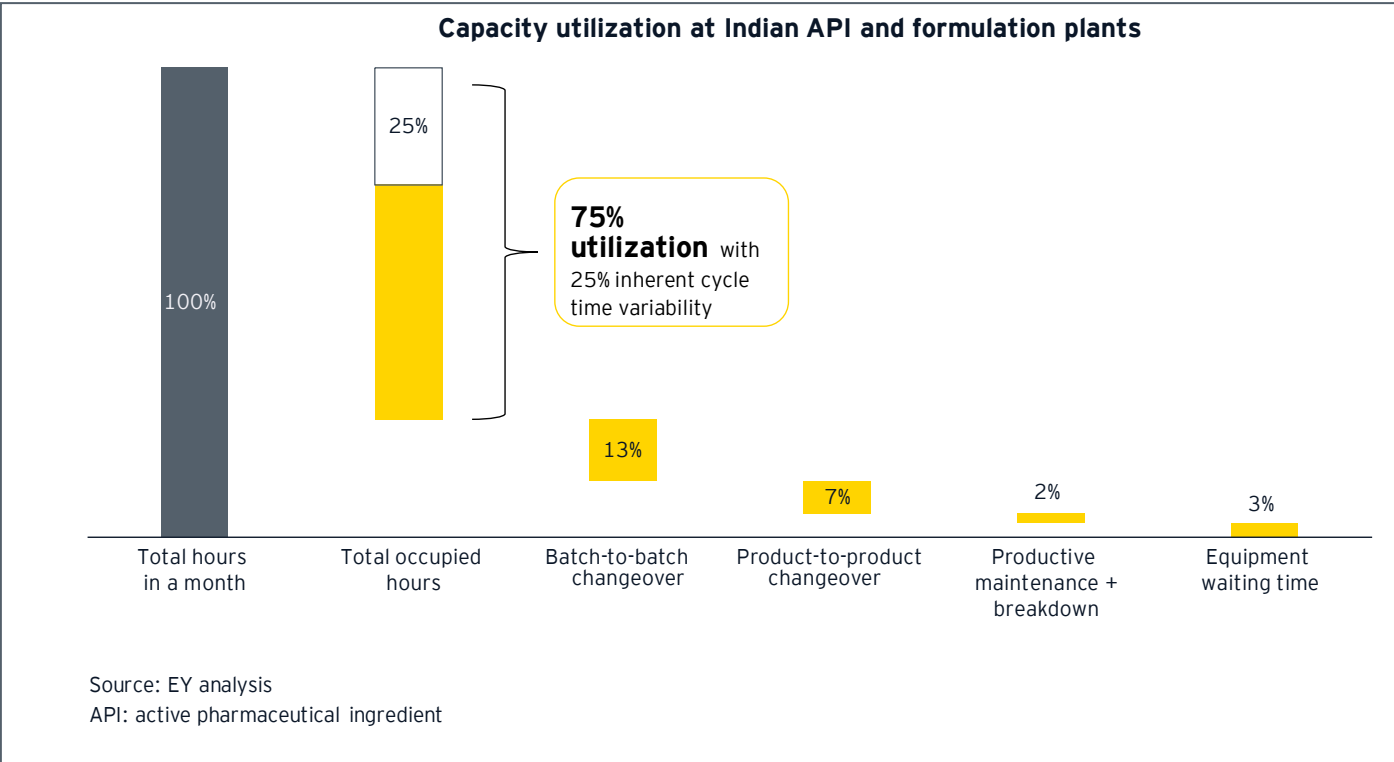 Capacity utilization at Indian API and formulation plants
25%
75%
utilization with
25% inherent cycle
time variability
100%
13%
7%
2%
3%
Total hours
in a month
Total occupied
hours
Batch-to-batch
changeover
Product-to-product
changeover
Productive
maintenance +
breakdown
Equipment
waiting time
Source: EY analysis
API: active pharmaceutical ingredient